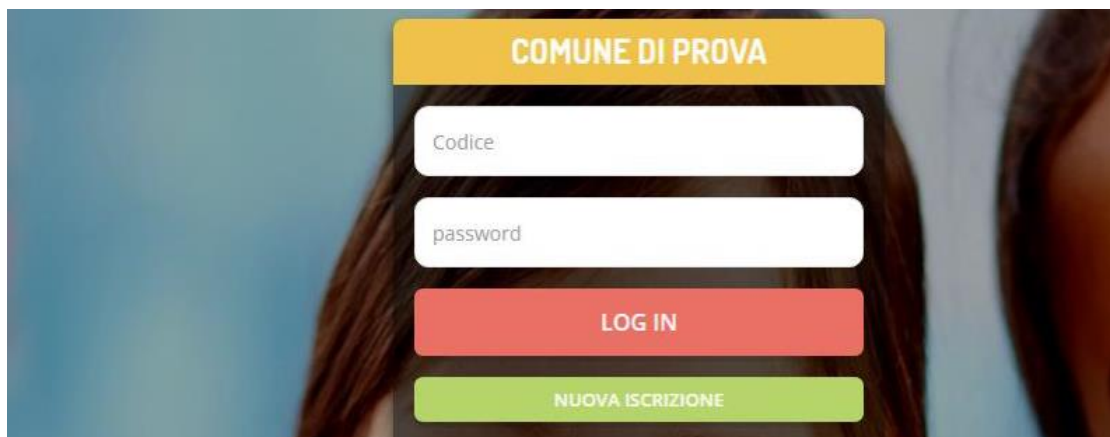 COMUNE DI PROVA
Codice
password
LOG IN
NUOVA ISCRIZIONE